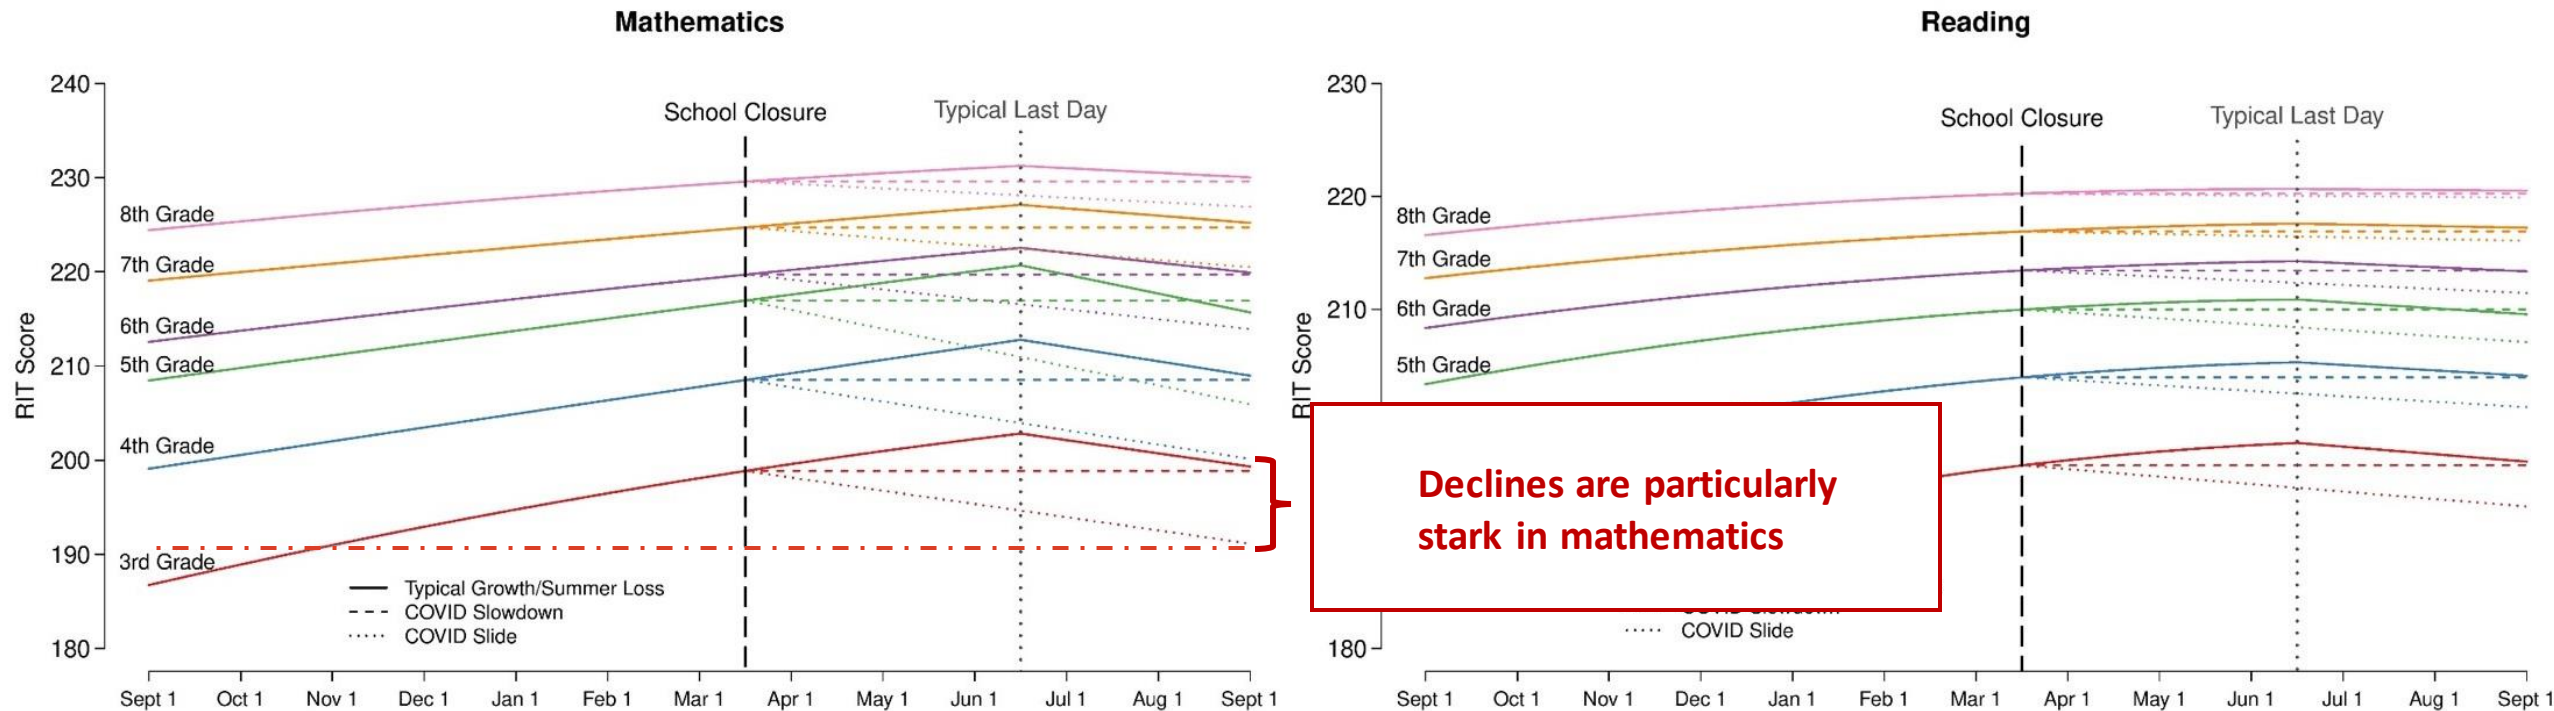 Mathematics
240
230
220
210
200
190
180
RIT Score
School Closure
Typical Last Day
8th Grade
7th Grade
6th Grade
5th Grade
4th Grade
3rd Grade
Typical Growth/Summer Loss
COVID Slowdown
COVID Slide
Sept 1 Oct 1 Nov 1 Dec 1 Jan 1 Feb 1 Mar 1 Apr 1 May 1 Jun 1 Jul 1 Aug 1 Sept 1
Reading
230
220
210
180
RIT Score
School Closure
Typical Last Day
8th Grade
7th Grade
6th Grade
5th Grade
Declines are particularly
stark in mathematics
COVID Slide
Sept 1 Oct 1 Nov 1 Dec 1 Jan 1 Feb 1 Mar 1 Apr 1 May 1 Jun 1 Jul 1 Aug 1 Sept 1